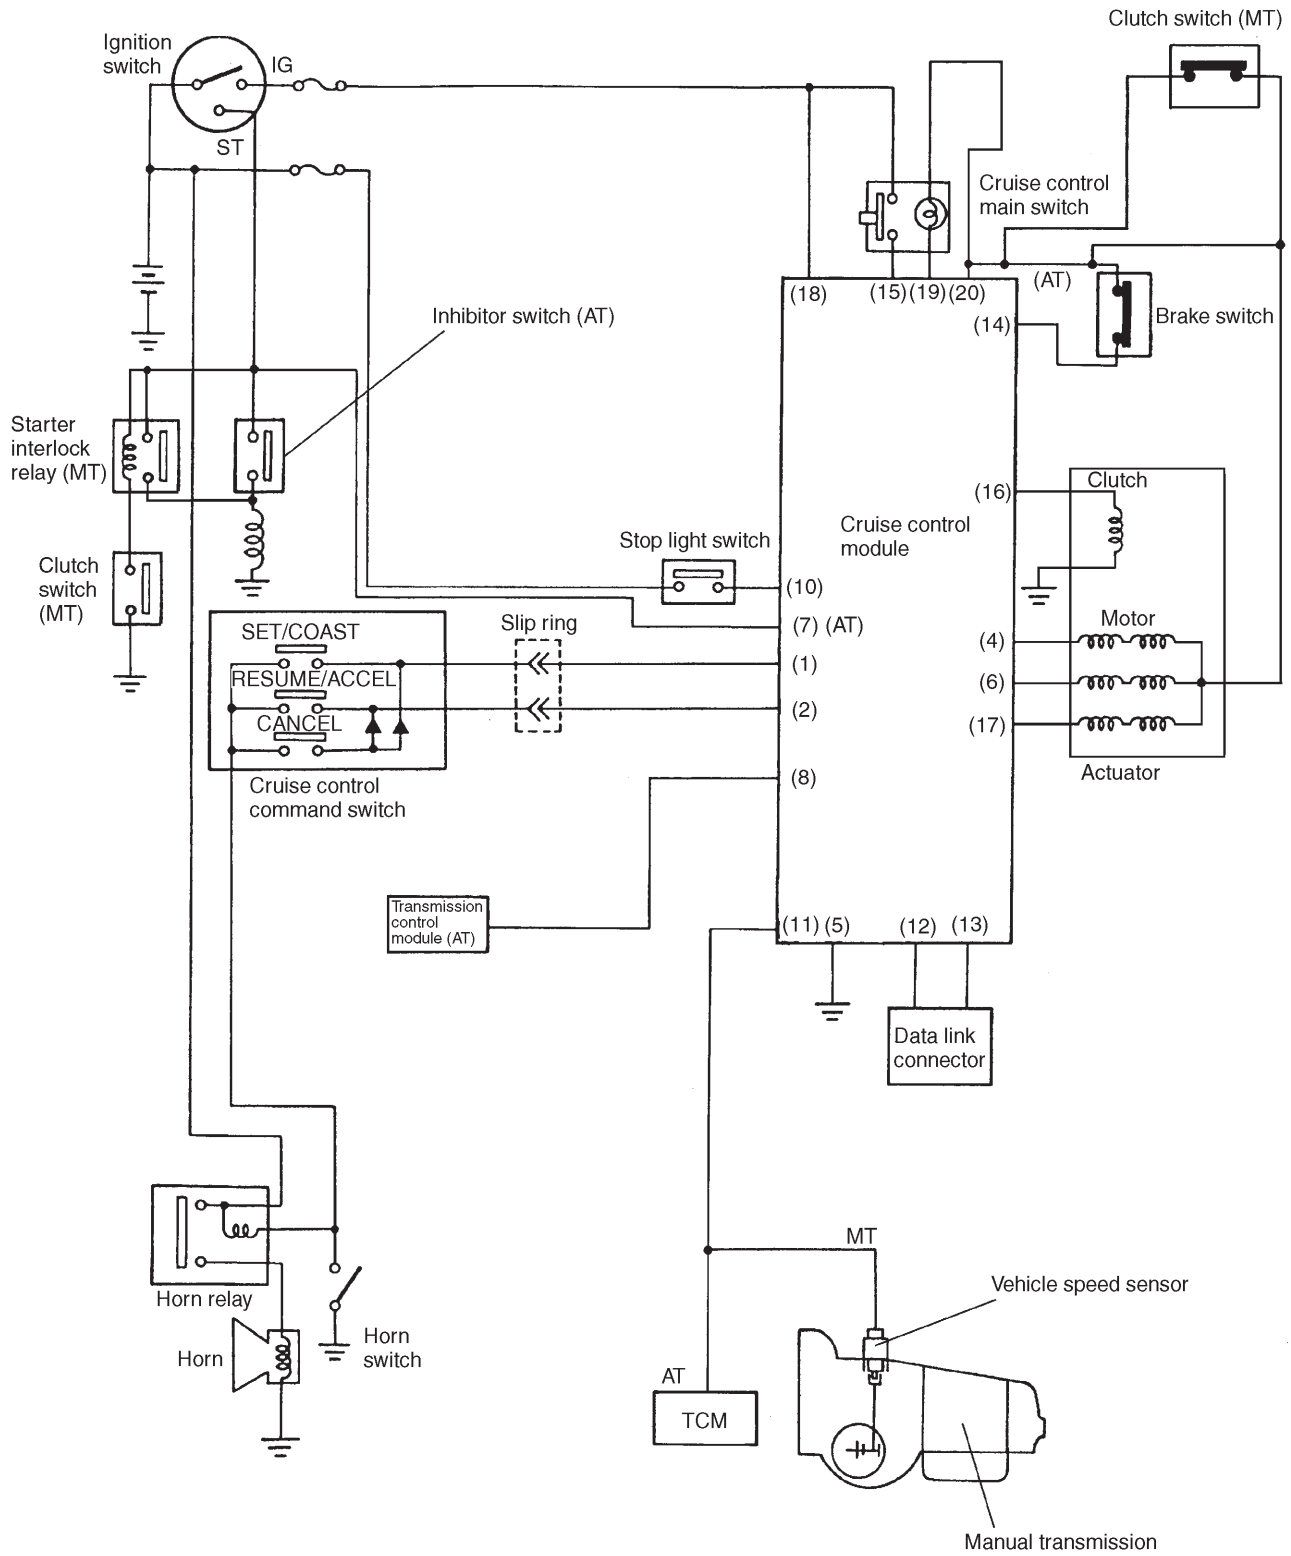 Clutch switch (MT)
Ignition
switch
IG
ST
Cruise control
main switch
(18)
(15)
(19)
(20)
(AT)
(14)
Brake switch
Inhibitor switch (AT)
Starter
interlock
relay (MT)
Clutch
switch
(MT)
Stop light switch
Cruise control
module
(16)
Clutch
(10)
(7) (AT)
(1)
(2)
(8)
(4)
(6)
(17)
Motor
Actuator
SET/COAST
RESUME/ACCEL
CANCEL
Slip ring
Cruise control
command switch
Transmission
control
module (AT)
(11)
(5)
(12)
(13)
Data link
connector
MT
Vehicle speed sensor
Horn relay
Horn
Horn
switch
AT
TCM
Manual transmission